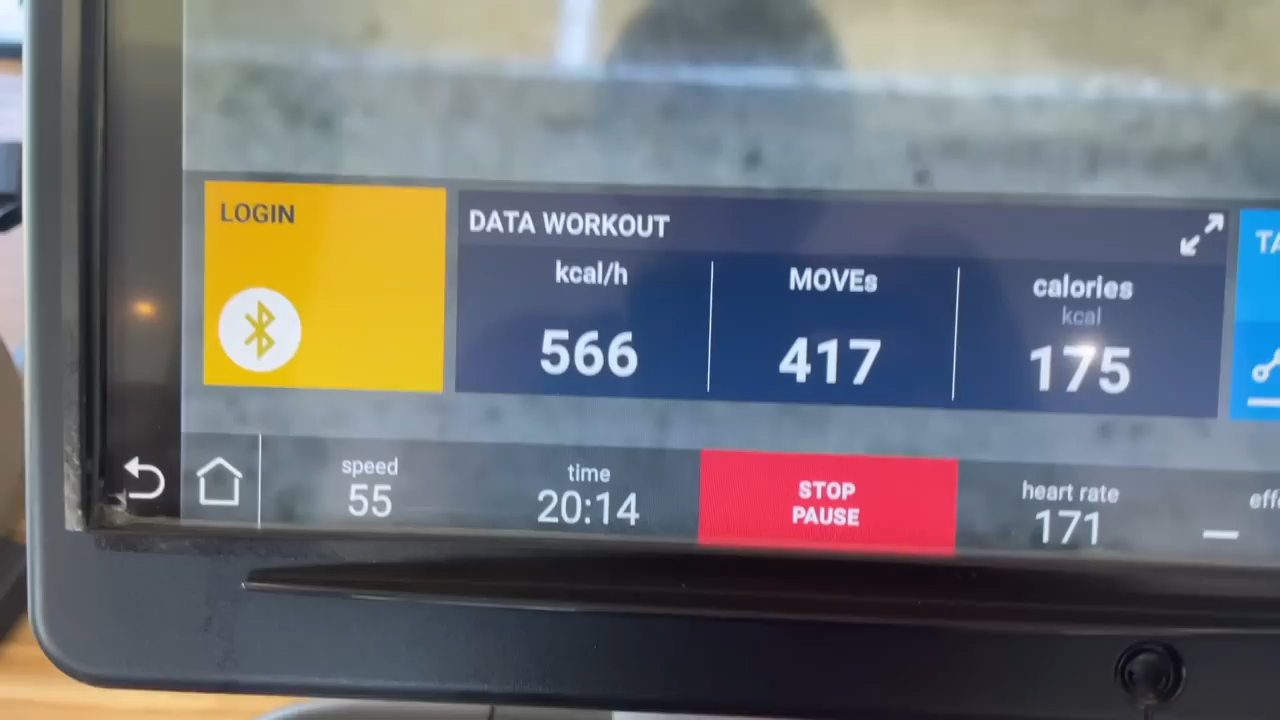 LOGIN
DATA WORKOUT
kcal/h
566
MOVEs
417
calories
kcal
175
speed
55
time
20:14
STOP
PAUSE
heart rate
171